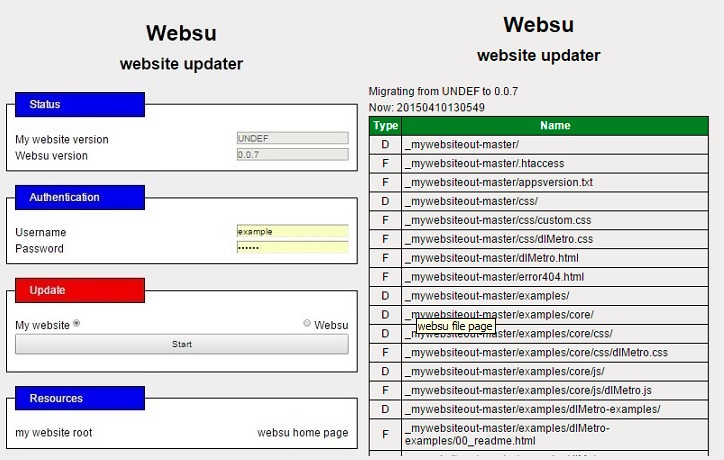 Websu
website updater
Status
My website version UNDEF
Websu version 0.0.7
Authentication
Username example
Password ••••••
Update
My website Websu
Start
Resources
my website root websu home page
Websu
website updater
Migrating from UNDEF to 0.0.7
Now: 20150410130549
Type Name
D _mywebsiteout-master/
F _mywebsiteout-master/.htaccess
F _mywebsiteout-master/appsversion.txt
D _mywebsiteout-master/css/
F _mywebsiteout-master/css/custom.css
F _mywebsiteout-master/css/dlMetro.css
F _mywebsiteout-master/dlMetro.html
F _mywebsiteout-master/error404.html
D _mywebsiteout-master/examples/
D _mywebsiteout-master/examples/core/
websu file page
D _mywebsiteout-master/examples/core/css/
F _mywebsiteout-master/examples/core/css/dlMetro.css
D _mywebsiteout-master/examples/core/js/
F _mywebsiteout-master/examples/core/js/dlMetro.js
D _mywebsiteout-master/examples/dlMetro-examples/
F _mywebsiteout-master/examples/dlMetro-
examples/00_readme.html